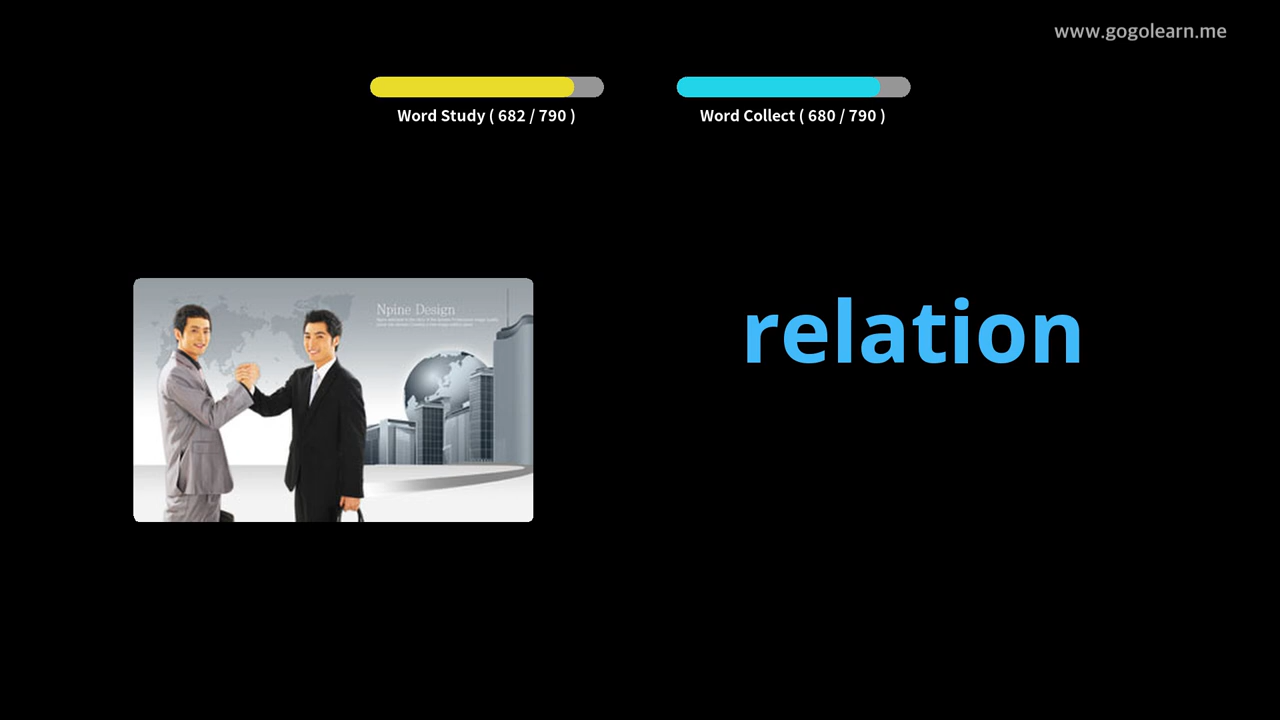 www.gogolearn.me
Word Study ( 682 / 790 )
Word Collect ( 680 / 790 )
Npine Design
relation